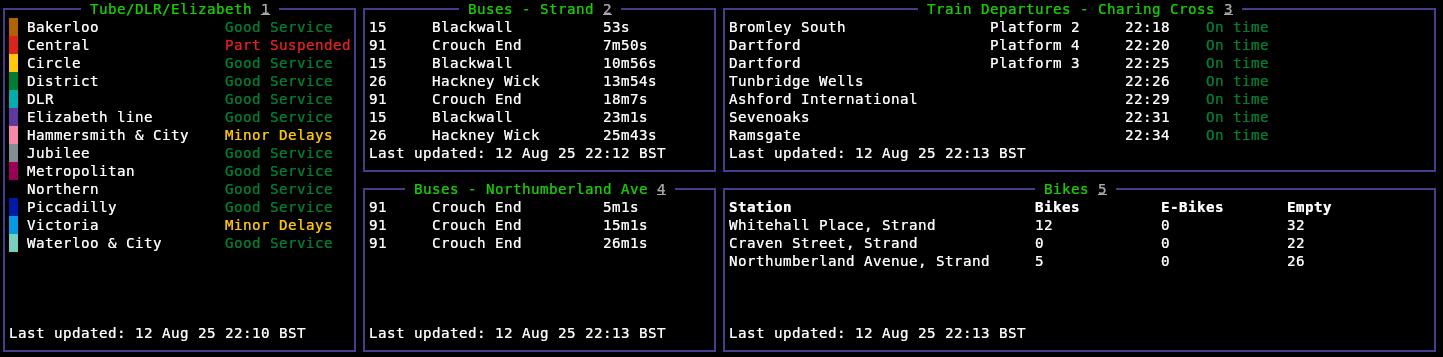 Tube/DLR/Elizabeth 1
Bakerloo Good Service
Central Part Suspended
Circle Good Service
District Good Service
DLR Good Service
Elizabeth line Good Service
Hammersmith & City Minor Delays
Jubilee Good Service
Metropolitan Good Service
Northern Good Service
Piccadilly Good Service
Victoria Minor Delays
Waterloo & City Good Service
Last updated: 12 Aug 25 22:10 BST
Buses - Strand 2
15 Blackwall 53s
91 Crouch End 7m50s
15 Blackwall 10m56s
26 Hackney Wick 13m54s
91 Crouch End 18m7s
15 Blackwall 23m1s
26 Hackney Wick 25m43s
Last updated: 12 Aug 25 22:12 BST
Train Departures - Charing Cross 3
Bromley South Platform 2 22:18 On time
Dartford Platform 4 22:20 On time
Dartford Platform 3 22:25 On time
Tunbridge Wells 22:26 On time
Ashford International 22:29 On time
Sevenoaks 22:31 On time
Ramsgate 22:34 On time
Last updated: 12 Aug 25 22:13 BST
Buses - Northumberland Ave 4
91 Crouch End 5m1s
91 Crouch End 15m1s
91 Crouch End 26m1s
Last updated: 12 Aug 25 22:13 BST
Bikes 5
Station Bikes E-Bikes Empty
Whitehall Place, Strand 12 0 32
Craven Street, Strand 0 0 22
Northumberland Avenue, Strand 5 0 26
Last updated: 12 Aug 25 22:13 BST